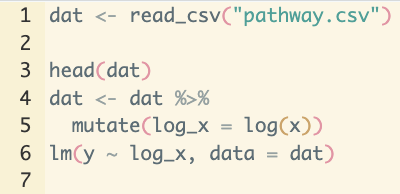 1 dat <- read_csv("pathway.csv")
2
3 head(dat)
4 dat <- dat %>%
5   mutate(log_x = log(x))
6 lm(y ~ log_x, data = dat)
7